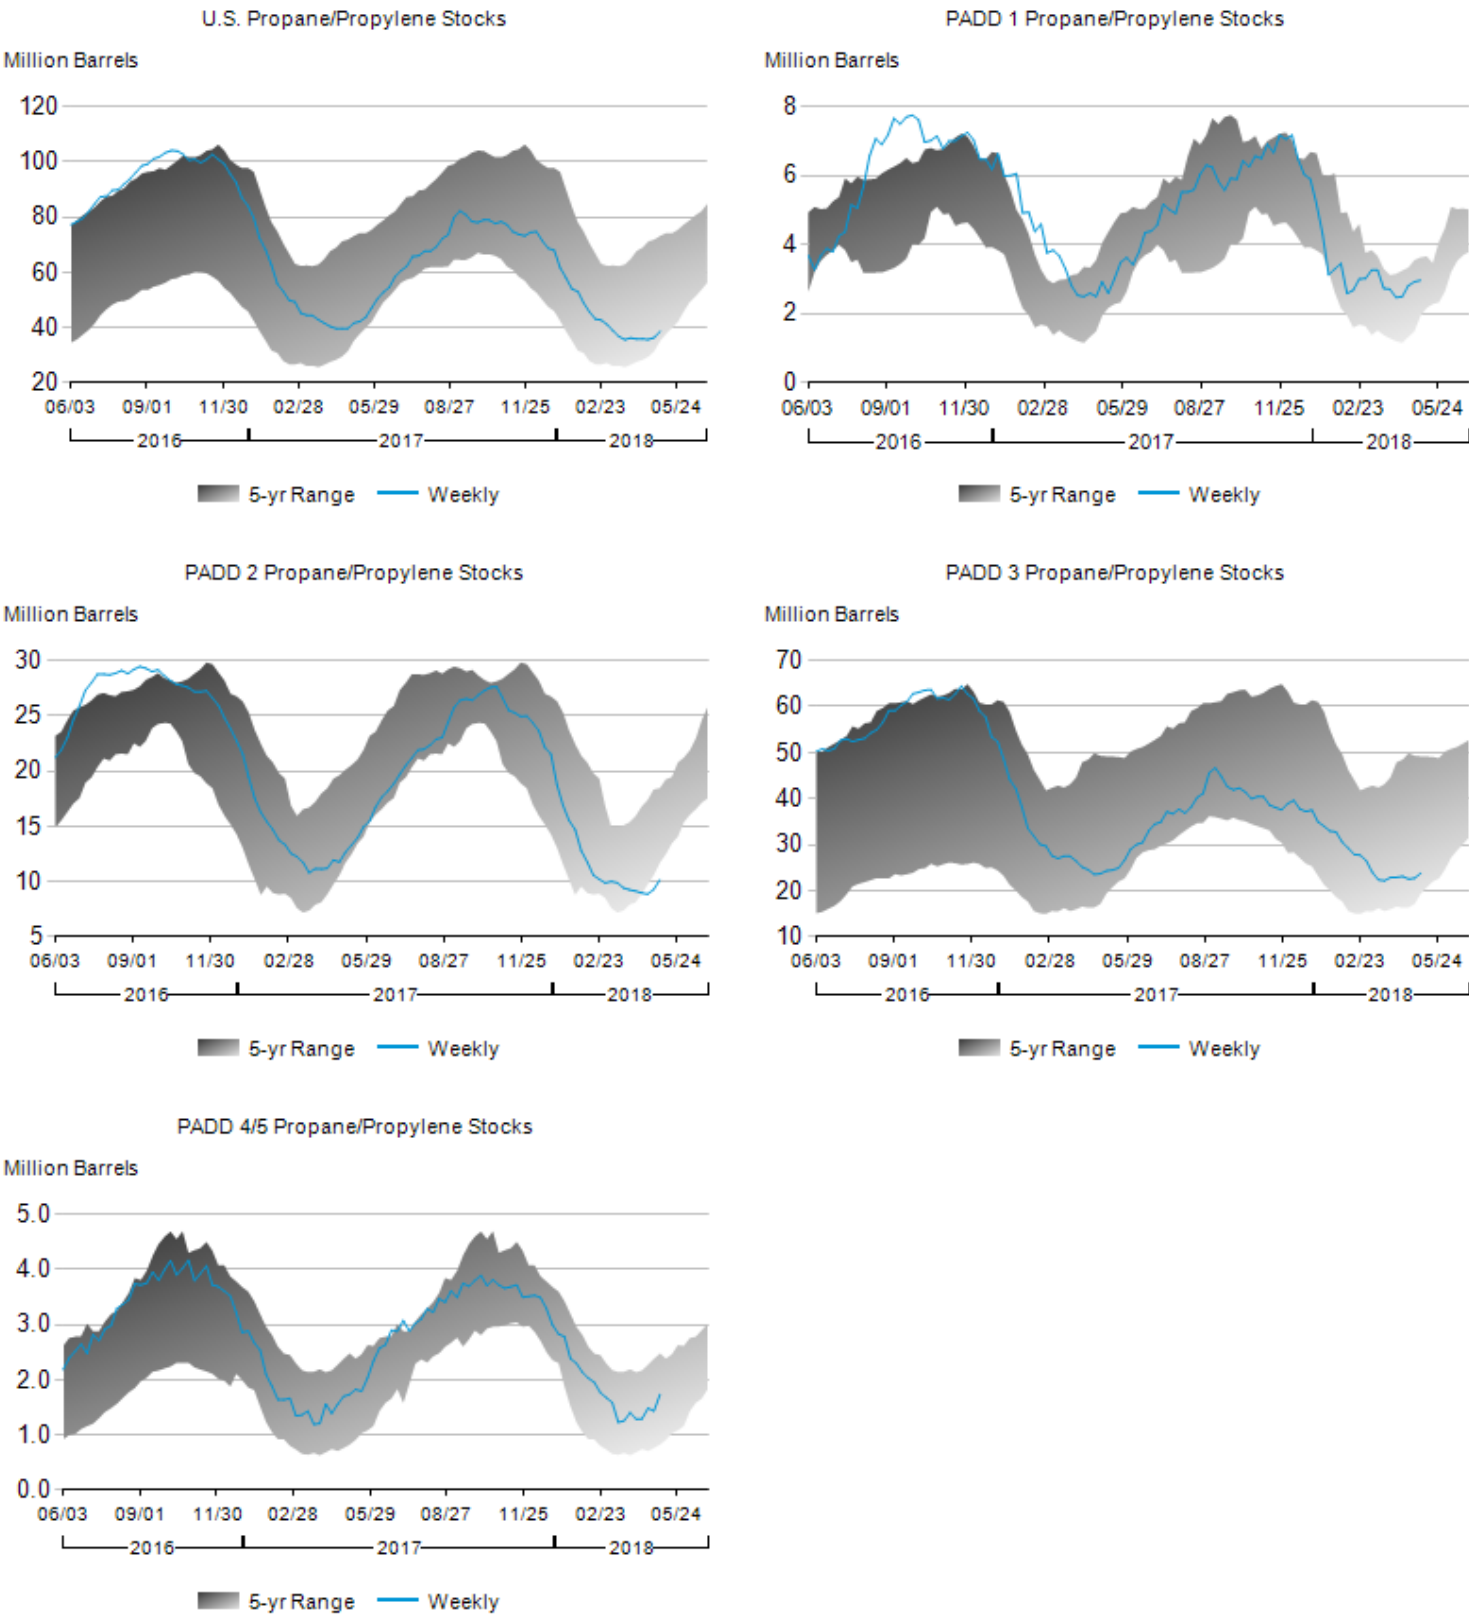 U.S. Propane/Propylene Stocks
Million Barrels
120
100
80
60
40
20
06/03 09/01 11/30 02/28 05/29 08/27 11/25 02/23 05/24
2016 2017 2018
5-yr Range Weekly
PADD 1 Propane/Propylene Stocks
Million Barrels
8
6
4
2
0
06/03 09/01 11/30 02/28 05/29 08/27 11/25 02/23 05/24
2016 2017 2018
5-yr Range Weekly
PADD 2 Propane/Propylene Stocks
Million Barrels
30
25
20
15
10
5
06/03 09/01 11/30 02/28 05/29 08/27 11/25 02/23 05/24
2016 2017 2018
5-yr Range Weekly
PADD 3 Propane/Propylene Stocks
Million Barrels
70
60
50
40
30
20
10
06/03 09/01 11/30 02/28 05/29 08/27 11/25 02/23 05/24
2016 2017 2018
5-yr Range Weekly
PADD 4/5 Propane/Propylene Stocks
Million Barrels
5.0
4.0
3.0
2.0
1.0
0.0
06/03 09/01 11/30 02/28 05/29 08/27 11/25 02/23 05/24
2016 2017 2018
5-yr Range Weekly